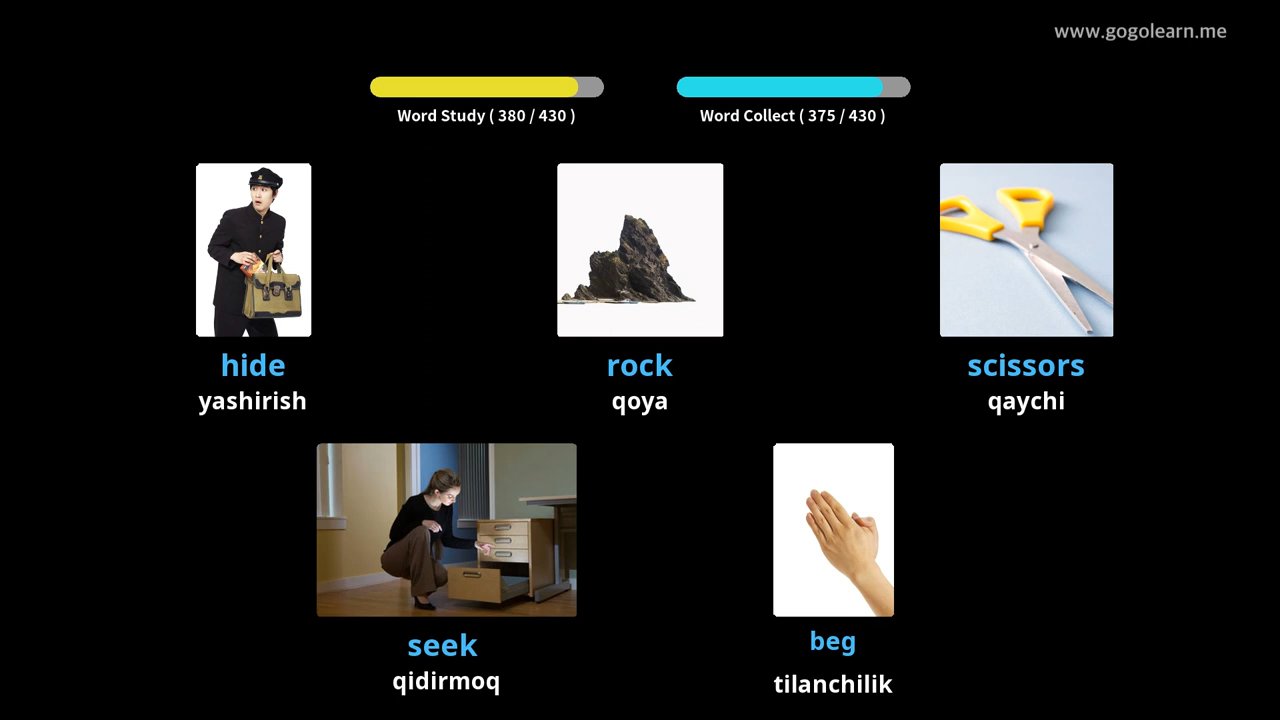 www.gogolearn.me
Word Study ( 380 / 430 )
Word Collect ( 375 / 430 )
hide
yashirish
rock
qoya
scissors
qaychi
seek
qidirmoq
beg
tilanchilik